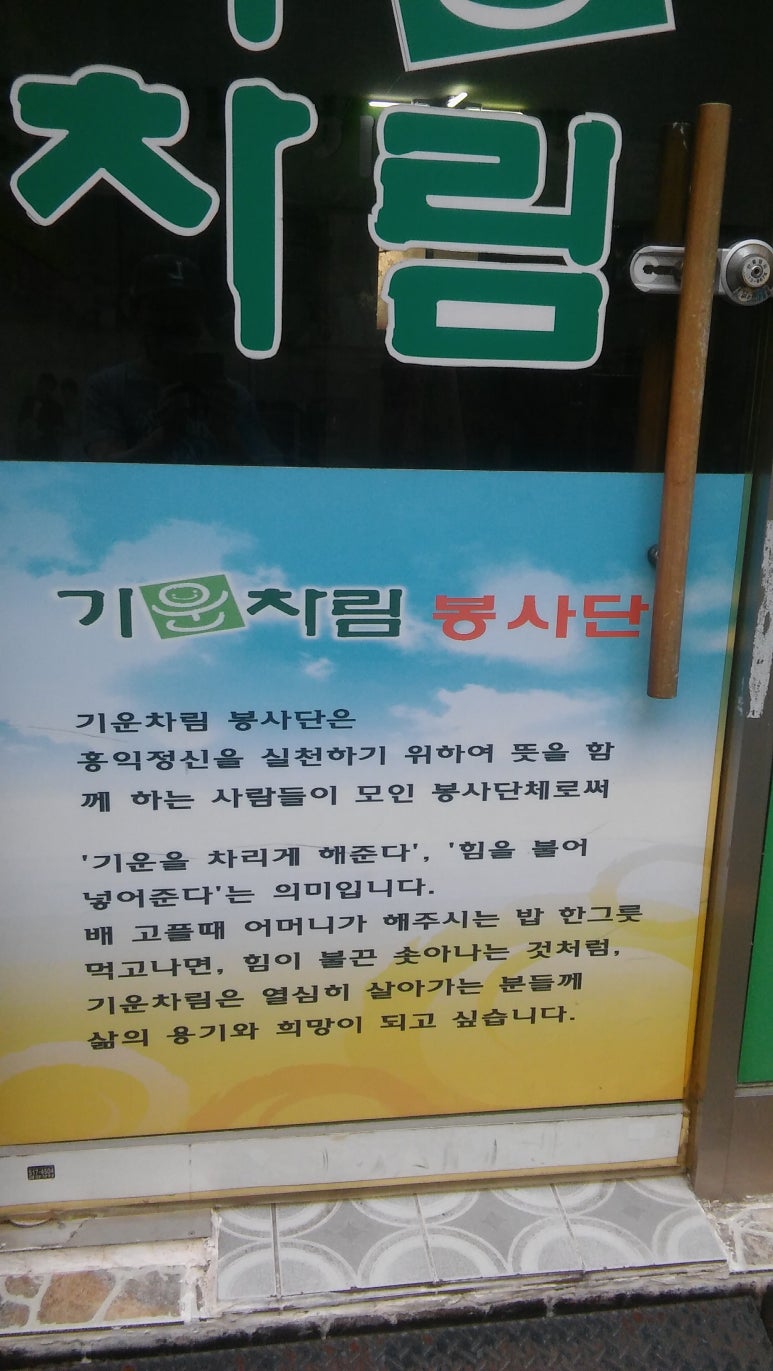 차림
기운차림 봉사단
기운차림 봉사단은
홍익정신을 실천하기 위하여 뜻을 함
께 하는 사람들이 모인 봉사단체로써
'기운을 차리게 해준다', '힘을 불어
넣어준다'는 의미입니다.
배 고플때 어머니가 해주시는 밥 한그릇
먹고나면, 힘이 불끈 솟아나는 것처럼,
기운차림은 열심히 살아가는 분들께
삶의 용기와 희망이 되고 싶습니다.